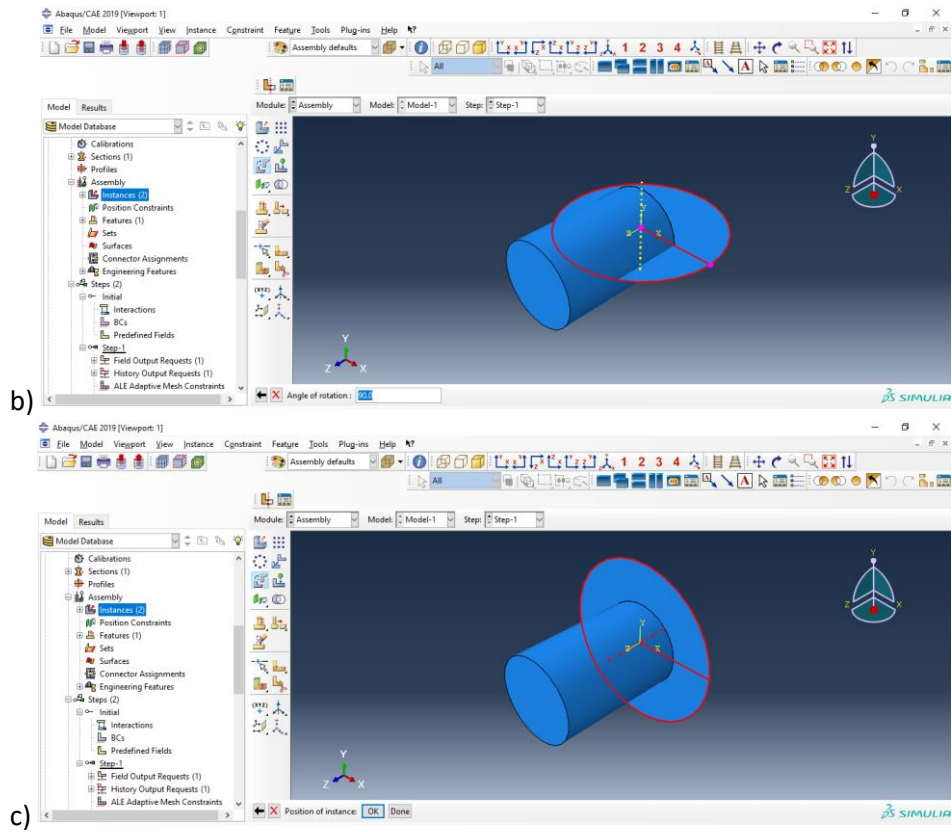 Abaqus/CAE 2019 [Viewport: 1]
File Model Viewport View Instance Constraint Feature Tools Plug-ins Help
Assembly defaults
1 2 3 4
All
A
Model Results
Module: Assembly Model: Model-1 Step: Step-1
Model Database
Calibrations
Sections (1)
Profiles
Assembly
Instances (2)
Position Constraints
Features (1)
Sets
Surfaces
Connector Assignments
Engineering Features
Steps (2)
Initial
Interactions
BCs
Predefined Fields
Step-1
Field Output Requests (1)
History Output Requests (1)
ALE Adaptive Mesh Constraints
(XYZ)
Y
Z X
Y
Z X
Y
Z X
b)
Angle of rotation : 90.0
SIMULIA
Abaqus/CAE 2019 [Viewport: 1]
File Model Viewport View Instance Constraint Feature Tools Plug-ins Help
Assembly defaults
1 2 3 4
All
A
Model Results
Module: Assembly Model: Model-1 Step: Step-1
Model Database
Calibrations
Sections (1)
Profiles
Assembly
Instances (2)
Position Constraints
Features (1)
Sets
Surfaces
Connector Assignments
Engineering Features
Steps (2)
Initial
Interactions
BCs
Predefined Fields
Step-1
Field Output Requests (1)
History Output Requests (1)
ALE Adaptive Mesh Constraints
(XYZ)
Y
Z X
Y
Z X
Y
Z X
c)
Position of instance: OK Done
SIMULIA